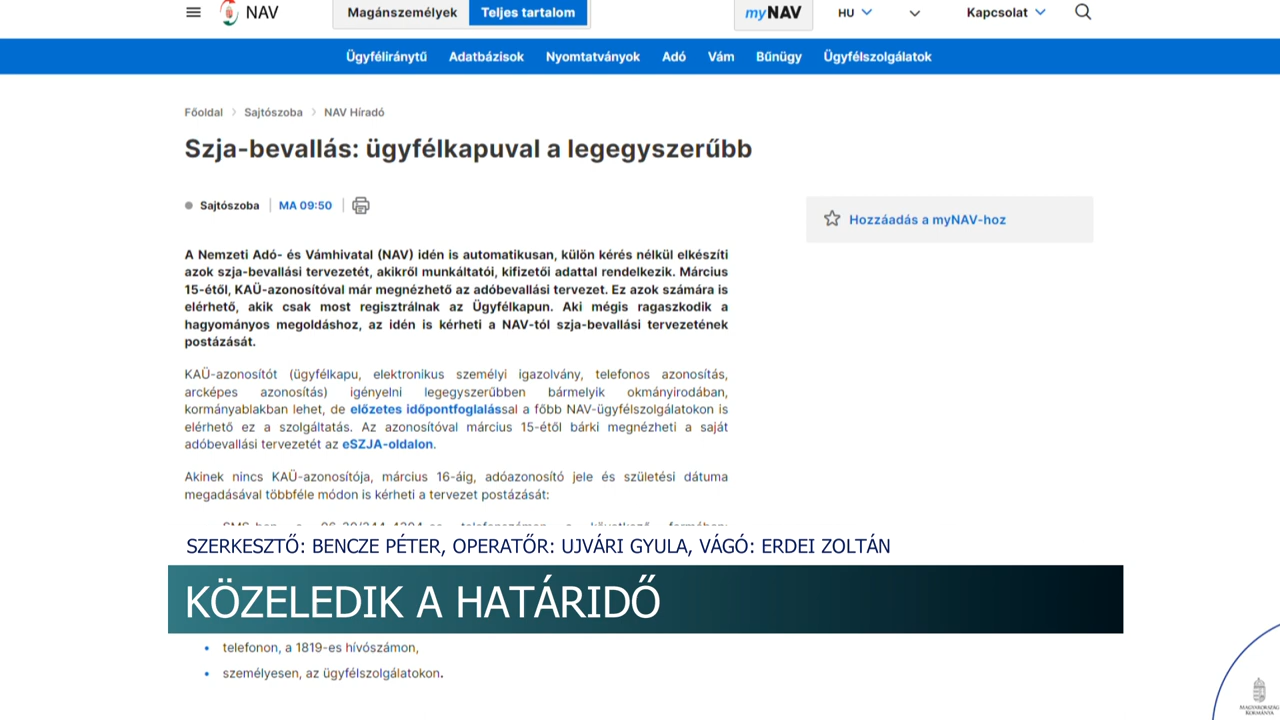 NAV
Magánszemélyek
Teljes tartalom
myNAV
HU
Kapcsolat
Ügyféliránytű
Adatbázisok
Nyomtatványok
Adó
Vám
Bűnügy
Ügyfélszolgálatok
Főoldal
Sajtószoba
NAV Híradó
Szja-bevallás: ügyfélkapuval a legegyszerűbb
Sajtószoba
MA 09:50
Hozzáadás a myNAV-hoz
A Nemzeti Adó- és Vámhivatal (NAV) idén is automatikusan, külön kérés nélkül elkészíti
azok szja-bevallási tervezetét, akikről munkáltatói, kifizetői adattal rendelkezik. Március
15-étől, KAÜ-azonosítóval már megnézhető az adóbevallási tervezet. Ez azok számára is
elérhető, akik csak most regisztrálnak az Ügyfélkapun. Aki mégis ragaszkodik a
hagyományos megoldáshoz, az idén is kérheti a NAV-tól szja-bevallási tervezetének
postázását.
KAÜ-azonosítót (ügyfélkapu, elektronikus személyi igazolvány, telefonos azonosítás,
arcképes azonosítás) igényelni legegyszerűbben bármelyik okmányirodában,
kormányablakban lehet, de előzetes időpontfoglalással a főbb NAV-ügyfélszolgálatokon is
elérhető ez a szolgáltatás. Az azonosítóval március 15-étől bárki megnézheti a saját
adóbevallási tervezetét az eSZJA-oldalon.
Akinek nincs KAÜ-azonosítója, március 16-áig, adóazonosító jele és születési dátuma
megadásával többféle módon is kérheti a tervezet postázását:
SZERKESZTŐ: BENCZE PÉTER, OPERATŐR: UJVÁRI GYULA, VÁGÓ: ERDEI ZOLTÁN
KÖZELEDIK A HATÁRIDŐ
• telefonon, a 1819-es hívószámon,
• személyesen, az ügyfélszolgálatokon.
MAGYARORSZÁG
KORMÁNYA